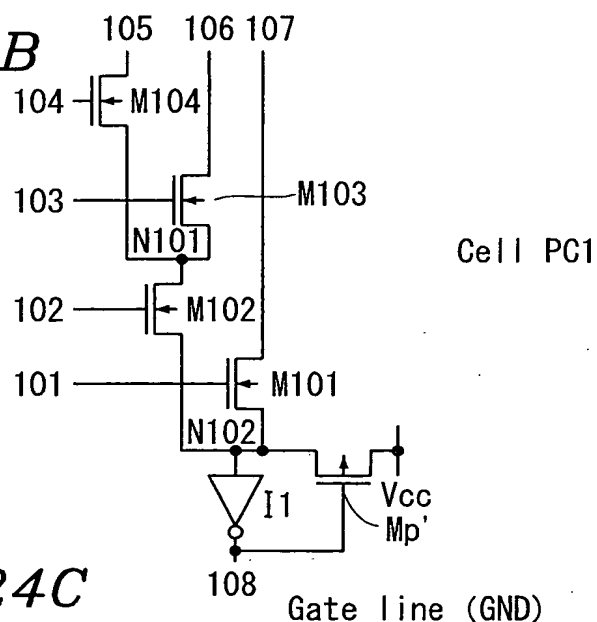 105 106 107
B
104 M104
103 M103
N101
Cell PC1
102 M102
101 M101
N102
I1 Vcc
Mp'
108
24C
Gate line (GND)